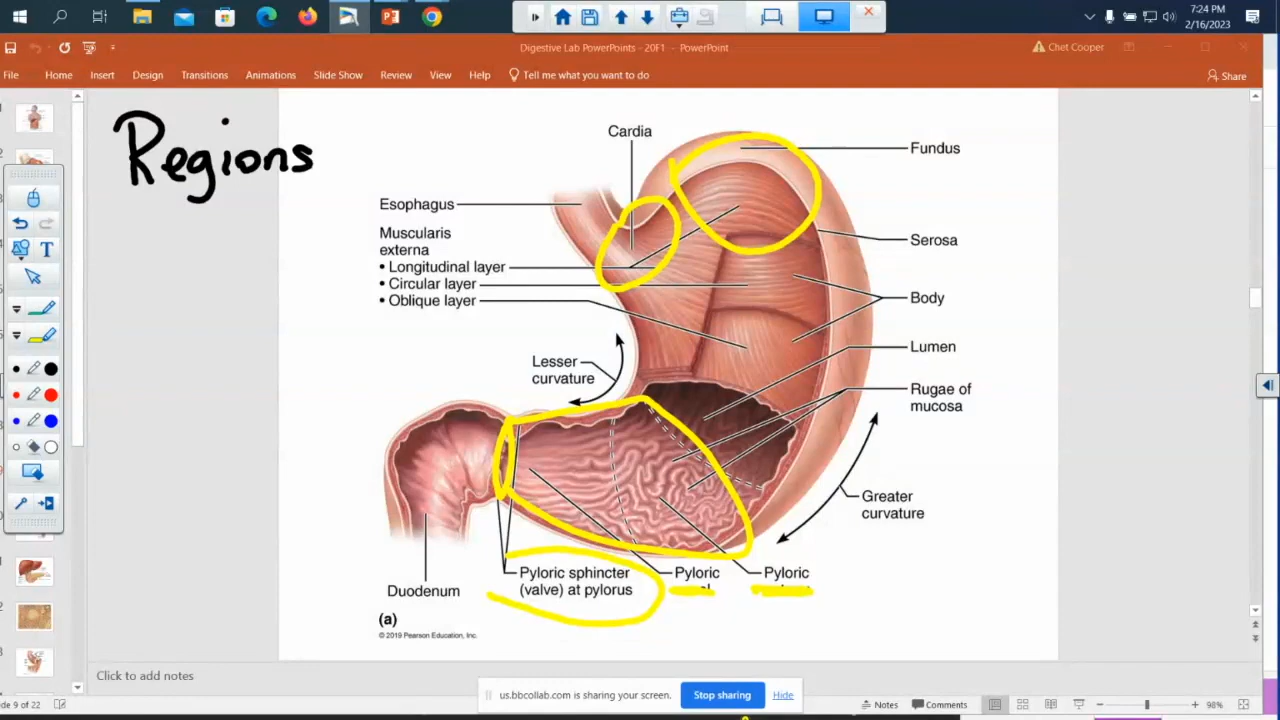 7:24 PM
2/16/2023
Digestive Lab PowerPoints - 20F1 - PowerPoint
Chet Cooper
File Home Insert Design Transitions Animations Slide Show Review View Help Tell me what you want to do
Share
Regions
Cardia
Fundus
Esophagus
Muscularis
externa
• Longitudinal layer
• Circular layer
• Oblique layer
Serosa
Body
Lumen
Lesser
curvature
Rugae of
mucosa
Greater
curvature
Pyloric sphincter
(valve) at pylorus
Pyloric
Pyloric
Duodenum
(a)
© 2019 Pearson Education, Inc.
Click to add notes
us.bbcollab.com is sharing your screen.
Stop sharing
Hide
de 9 of 22
Notes
Comments
98%